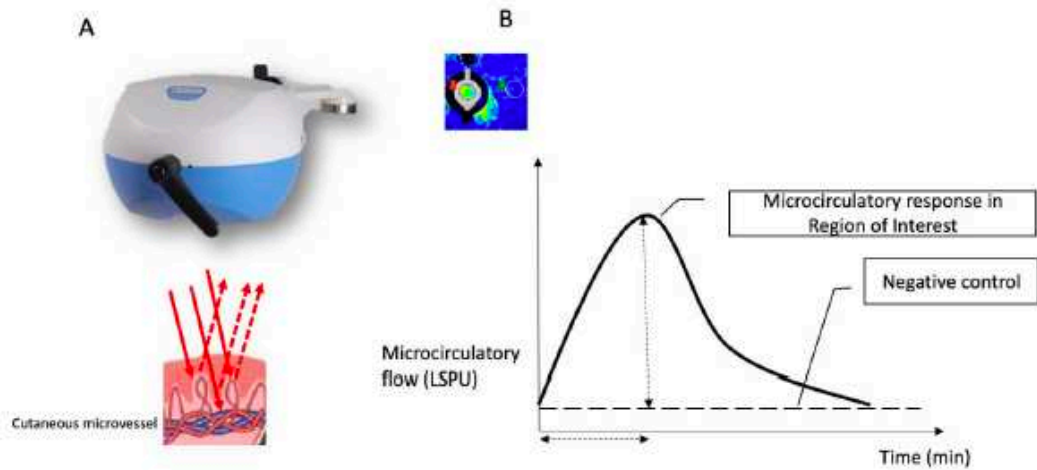 A
B
Microcirculatory response in
Region of Interest
Negative control
Microcirculatory
flow (LSPU)
Cutaneous microvessel
Time (min)